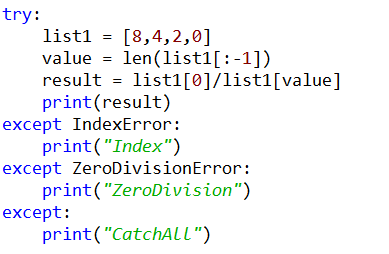 try:
    list1 = [8,4,2,0]
    value = len(list1[:-1])
    result = list1[0]/list1[value]
    print(result)
except IndexError:
    print("Index")
except ZeroDivisionError:
    print("ZeroDivision")
except:
    print("CatchAll")